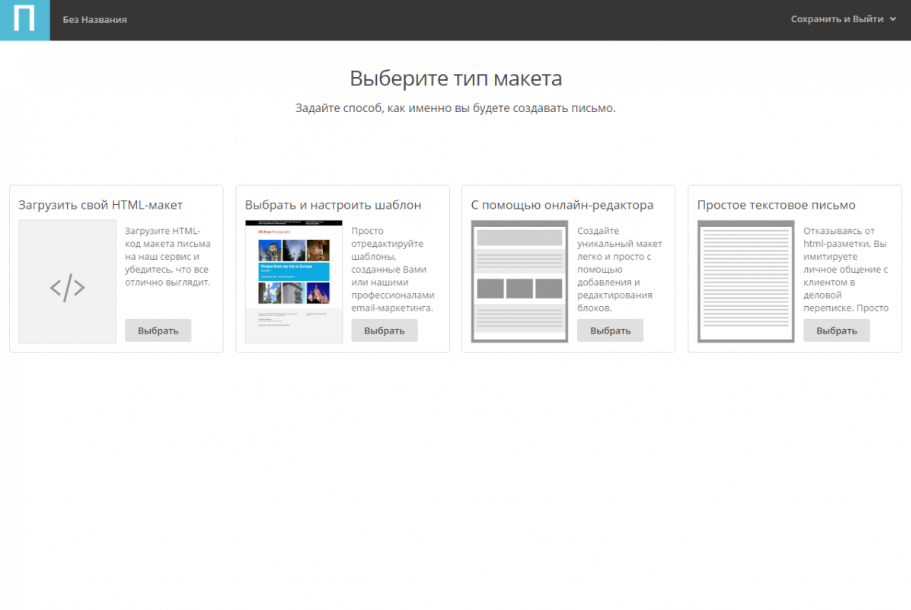 П
Без Названия
Сохранить и Выйти
Выберите тип макета
Задайте способ, как именно вы будете создавать письмо.
Загрузить свой HTML-макет
</>
Загрузите HTML-
код макета письма
на наш сервис и
убедитесь, что все
отлично выглядит.
Выбрать
Выбрать и настроить шаблон
Просто
отредактируйте
шаблоны,
созданные Вами
или нашими
профессионалами
email-маркетинга.
Выбрать
С помощью онлайн-редактора
Создайте
уникальный макет
легко и просто с
помощью
добавления и
редактирования
блоков.
Выбрать
Простое текстовое письмо
Отказываясь от
html-разметки, Вы
имитируете
личное общение с
клиентом в
деловой
переписке. Просто
Выбрать